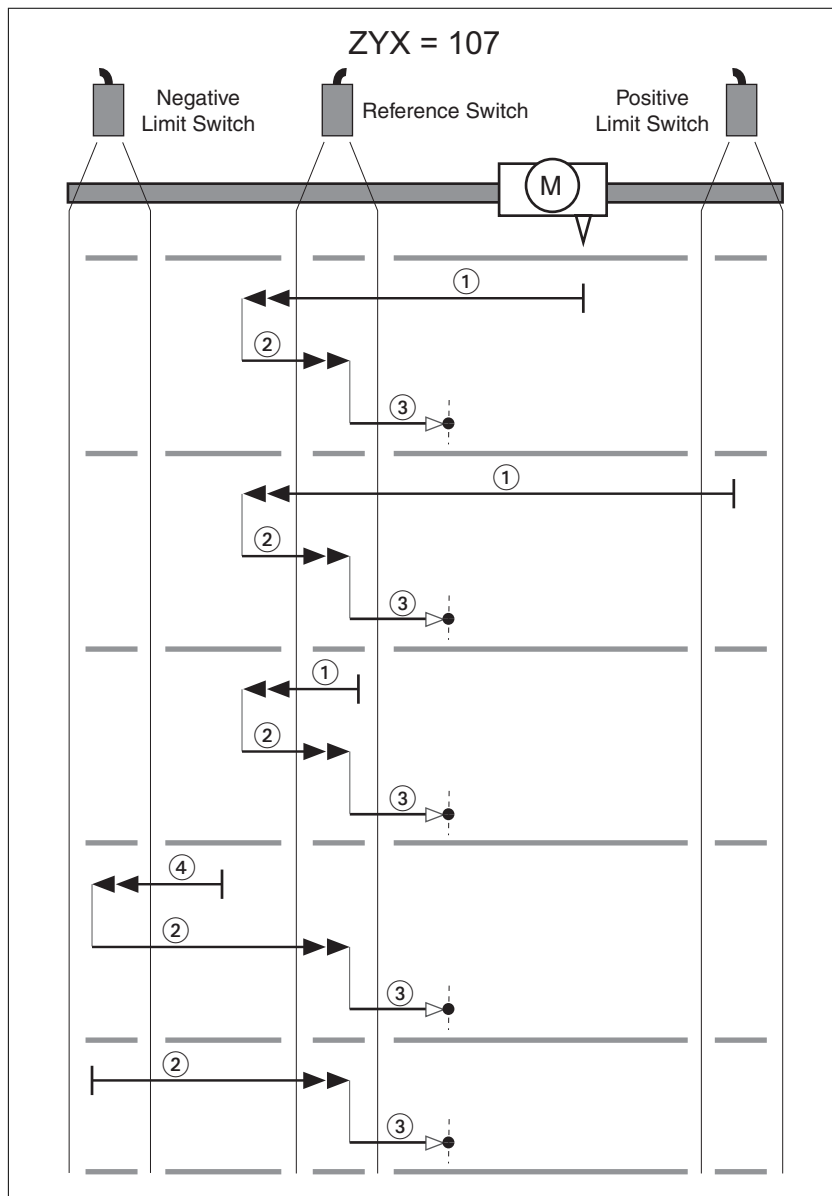 ZYX = 107
Negative
Limit Switch
Reference Switch
Positive
Limit Switch
M
1
2
3
1
2
3
1
2
3
4
2
3
2
3